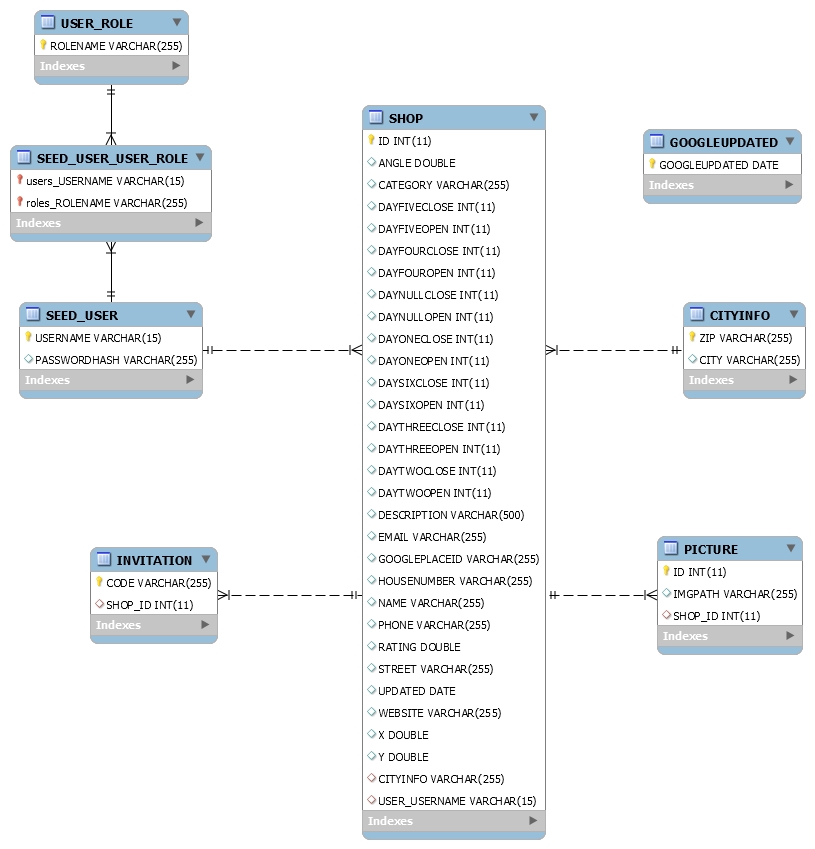 USER_ROLE
ROLENAME VARCHAR(255)
Indexes
SEED_USER_USER_ROLE
users_USERNAME VARCHAR(15)
roles_ROLENAME VARCHAR(255)
Indexes
SEED_USER
USERNAME VARCHAR(15)
PASSWORDHASH VARCHAR(255)
Indexes
INVITATION
CODE VARCHAR(255)
SHOP_ID INT(11)
Indexes
SHOP
ID INT(11)
ANGLE DOUBLE
CATEGORY VARCHAR(255)
DAYFIVECLOSE INT(11)
DAYFIVEOPEN INT(11)
DAYFOURCLOSE INT(11)
DAYFOUROPEN INT(11)
DAYNULLCLOSE INT(11)
DAYNULLOPEN INT(11)
DAYONECLOSE INT(11)
DAYONEOPEN INT(11)
DAYSIXCLOSE INT(11)
DAYSIXOPEN INT(11)
DAYTHREECLOSE INT(11)
DAYTHREEOPEN INT(11)
DAYTWOCLOSE INT(11)
DAYTWOOPEN INT(11)
DESCRIPTION VARCHAR(500)
EMAIL VARCHAR(255)
GOOGLEPLACEID VARCHAR(255)
HOUSENUMBER VARCHAR(255)
NAME VARCHAR(255)
PHONE VARCHAR(255)
RATING DOUBLE
STREET VARCHAR(255)
UPDATED DATE
WEBSITE VARCHAR(255)
X DOUBLE
Y DOUBLE
CITYINFO VARCHAR(255)
USER_USERNAME VARCHAR(15)
Indexes
GOOGLEUPDATED
GOOGLEUPDATED DATE
Indexes
CITYINFO
ZIP VARCHAR(255)
CITY VARCHAR(255)
Indexes
PICTURE
ID INT(11)
IMGPATH VARCHAR(255)
SHOP_ID INT(11)
Indexes